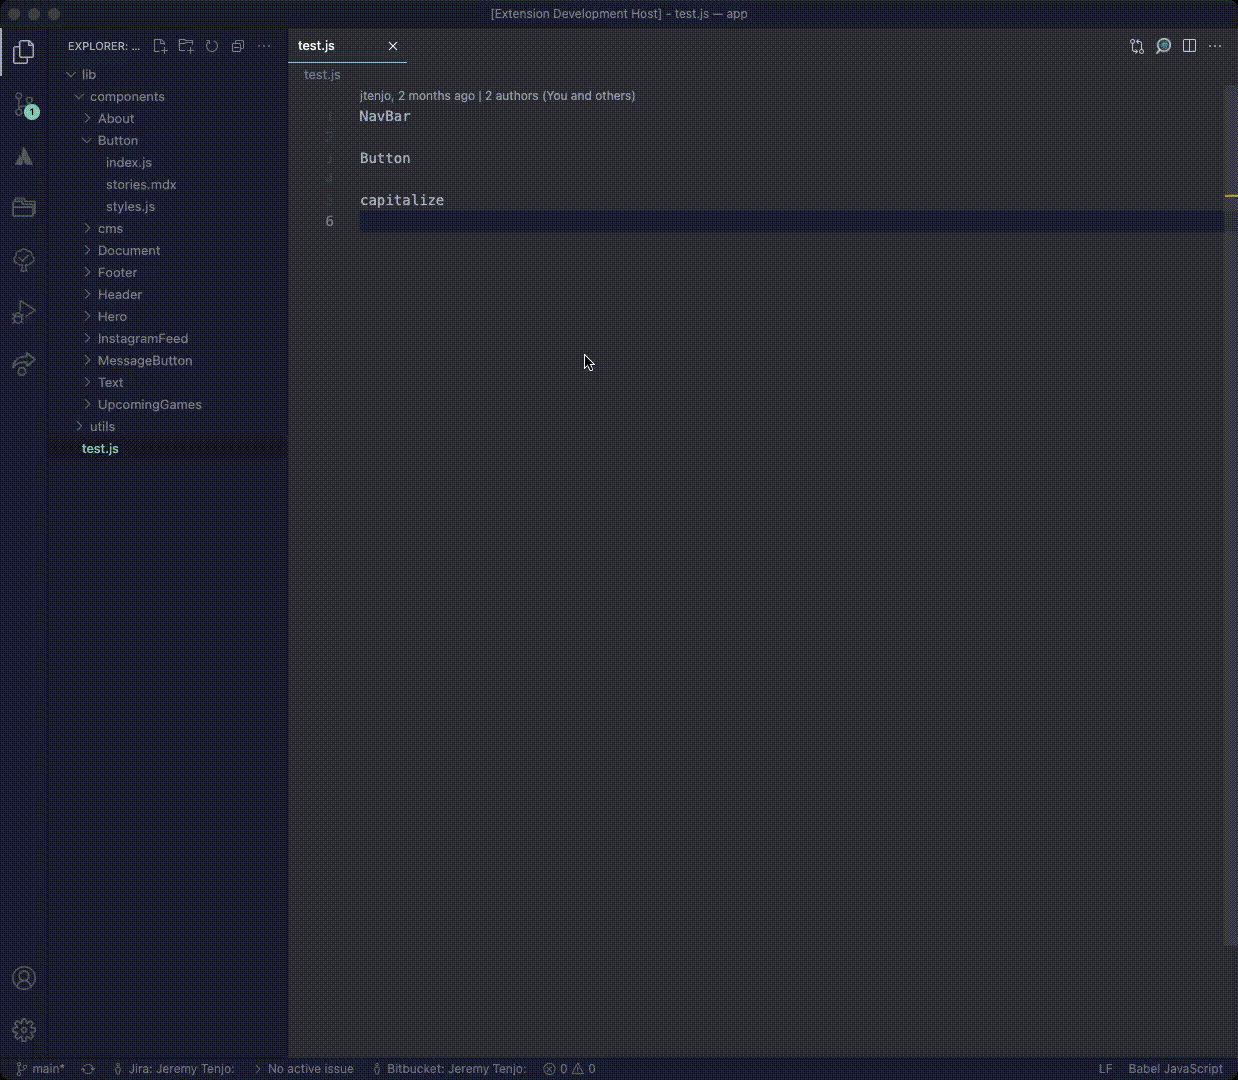 [Extension Development Host] - test.js — app
EXPLORER: ...
lib
components
About
Button
index.js
stories.mdx
styles.js
cms
Document
Footer
Header
Hero
InstagramFeed
MessageButton
Text
UpcomingGames
utils
test.js
1
test.js
test.js
jtenjo, 2 months ago | 2 authors (You and others)
1 NavBar
2
3 Button
4
5 capitalize
6
main* Jira: Jeremy Tenjo: No active issue Bitbucket: Jeremy Tenjo: 0 0 LF Babel JavaScript